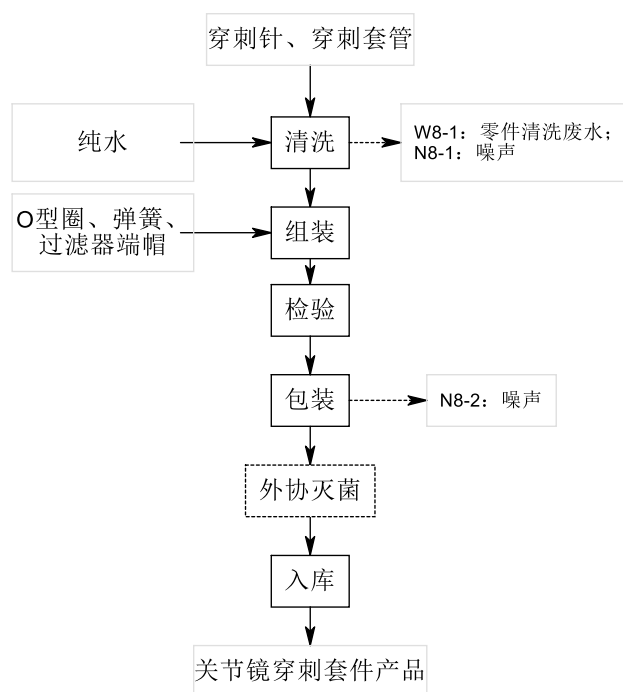 穿刺针、穿刺套管
纯水
清洗
W8-1：零件清洗废水；
N8-1：噪声
O型圈、弹簧、
过滤器端帽
组装
检验
包装
N8-2：噪声
外协灭菌
入库
关节镜穿刺套件产品